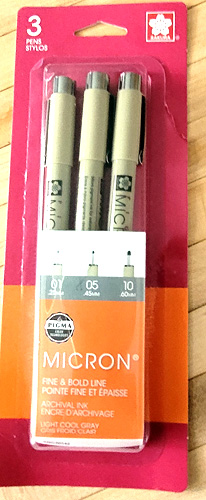 3
PENS
STYLOS
SAKURA
MICRON
MICRON
01 05 10
.45MM .60MM
PIGMA
MICRON®
FINE & BOLD LINE
POINTE FINE ET ÉPAISSE
ARCHIVAL INK
ENCRE D'ARCHIVAGE
LIGHT COOL GRAY
GRIS FROID CLAIR